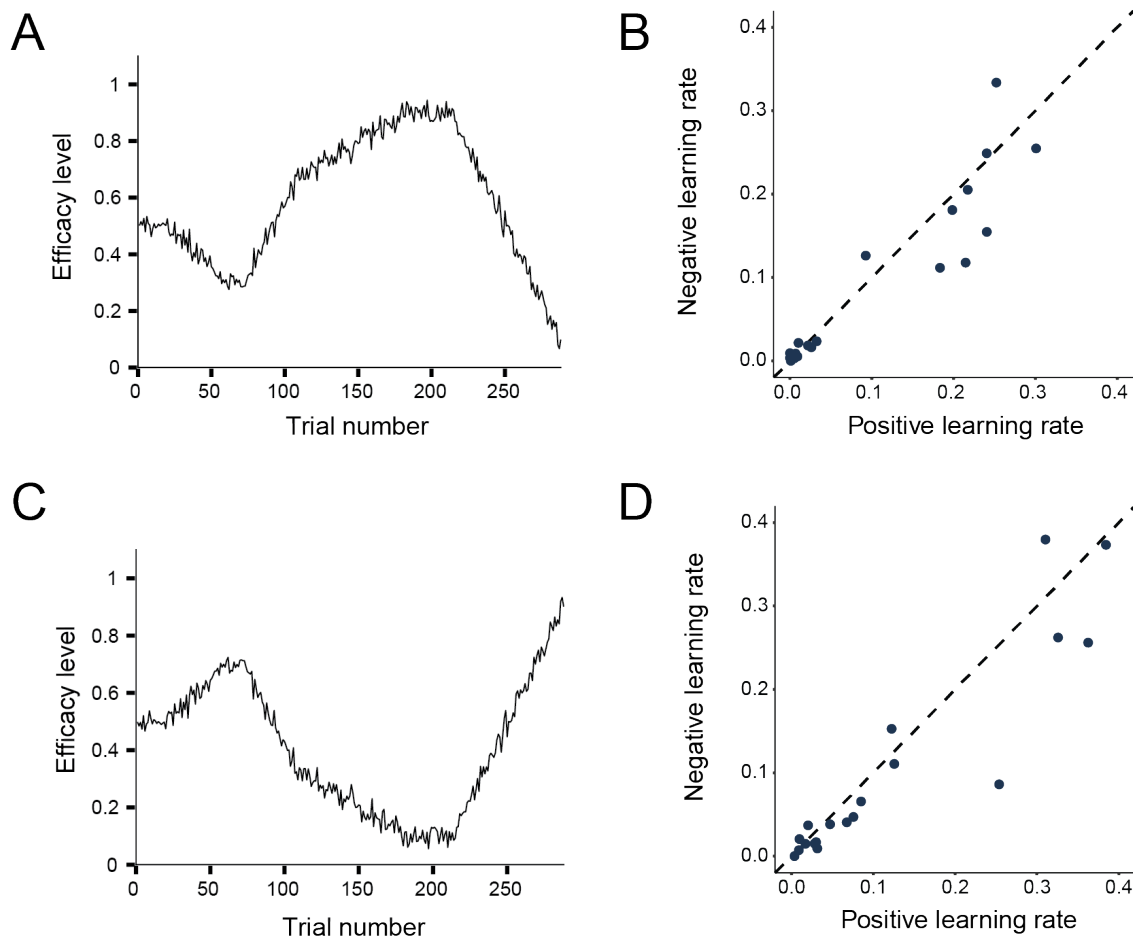 A
1
0.8
0.6
0.4
0.2
0
0 50 100 150 200 250
Efficacy level
Trial number
B
0.4
0.3
0.2
0.1
0.0
0.0 0.1 0.2 0.3 0.4
Negative learning rate
Positive learning rate
C
1
0.8
0.6
0.4
0.2
0
0 50 100 150 200 250
Efficacy level
Trial number
D
0.4
0.3
0.2
0.1
0.0
0.0 0.1 0.2 0.3 0.4
Negative learning rate
Positive learning rate